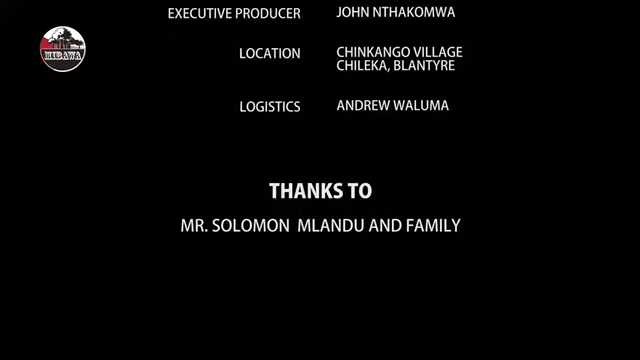 EXECUTIVE PRODUCER JOHN NTHAKOMWA
LOCATION CHINKANGO VILLAGE
CHILEKA, BLANTYRE
LOGISTICS ANDREW WALUMA
THANKS TO
MR. SOLOMON MLANDU AND FAMILY
MIBAWA